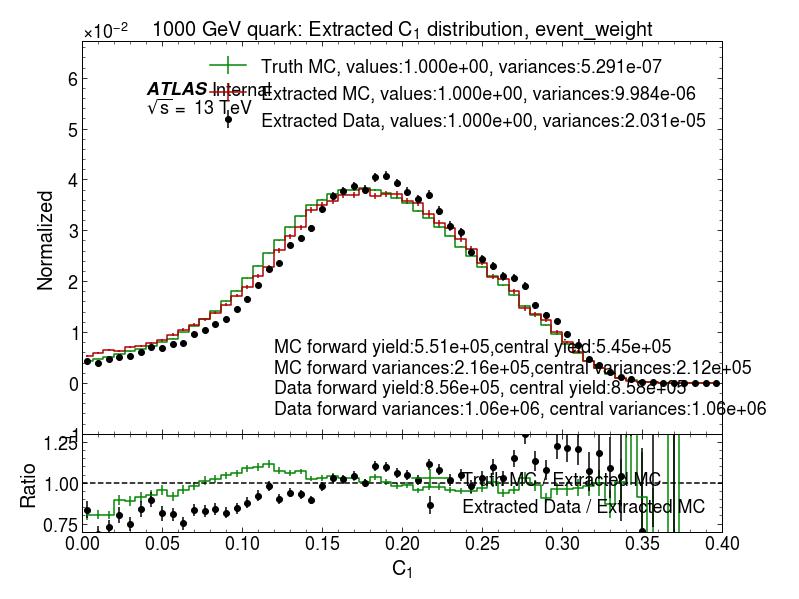 ×10⁻² 1000 GeV quark: Extracted C₁ distribution, event_weight
Truth MC, values:1.000e+00, variances:5.291e-07
ATLAS Internal
Extracted MC, values:1.000e+00, variances:9.984e-06
√s = 13 TeV
Extracted Data, values:1.000e+00, variances:2.031e-05
6
5
4
3
2
1
0
1
Normalized
MC forward yield:5.51e+05,central yield:5.45e+05
MC forward variances:2.16e+05,central variances:2.12e+05
Data forward yield:8.56e+05, central yield:8.58e+05
Data forward variances:1.06e+06, central variances:1.06e+06
1.25
1.00
0.75
Ratio
Truth MC / Extracted MC
Extracted Data / Extracted MC
0.00 0.05 0.10 0.15 0.20 0.25 0.30 0.35 0.40
C₁